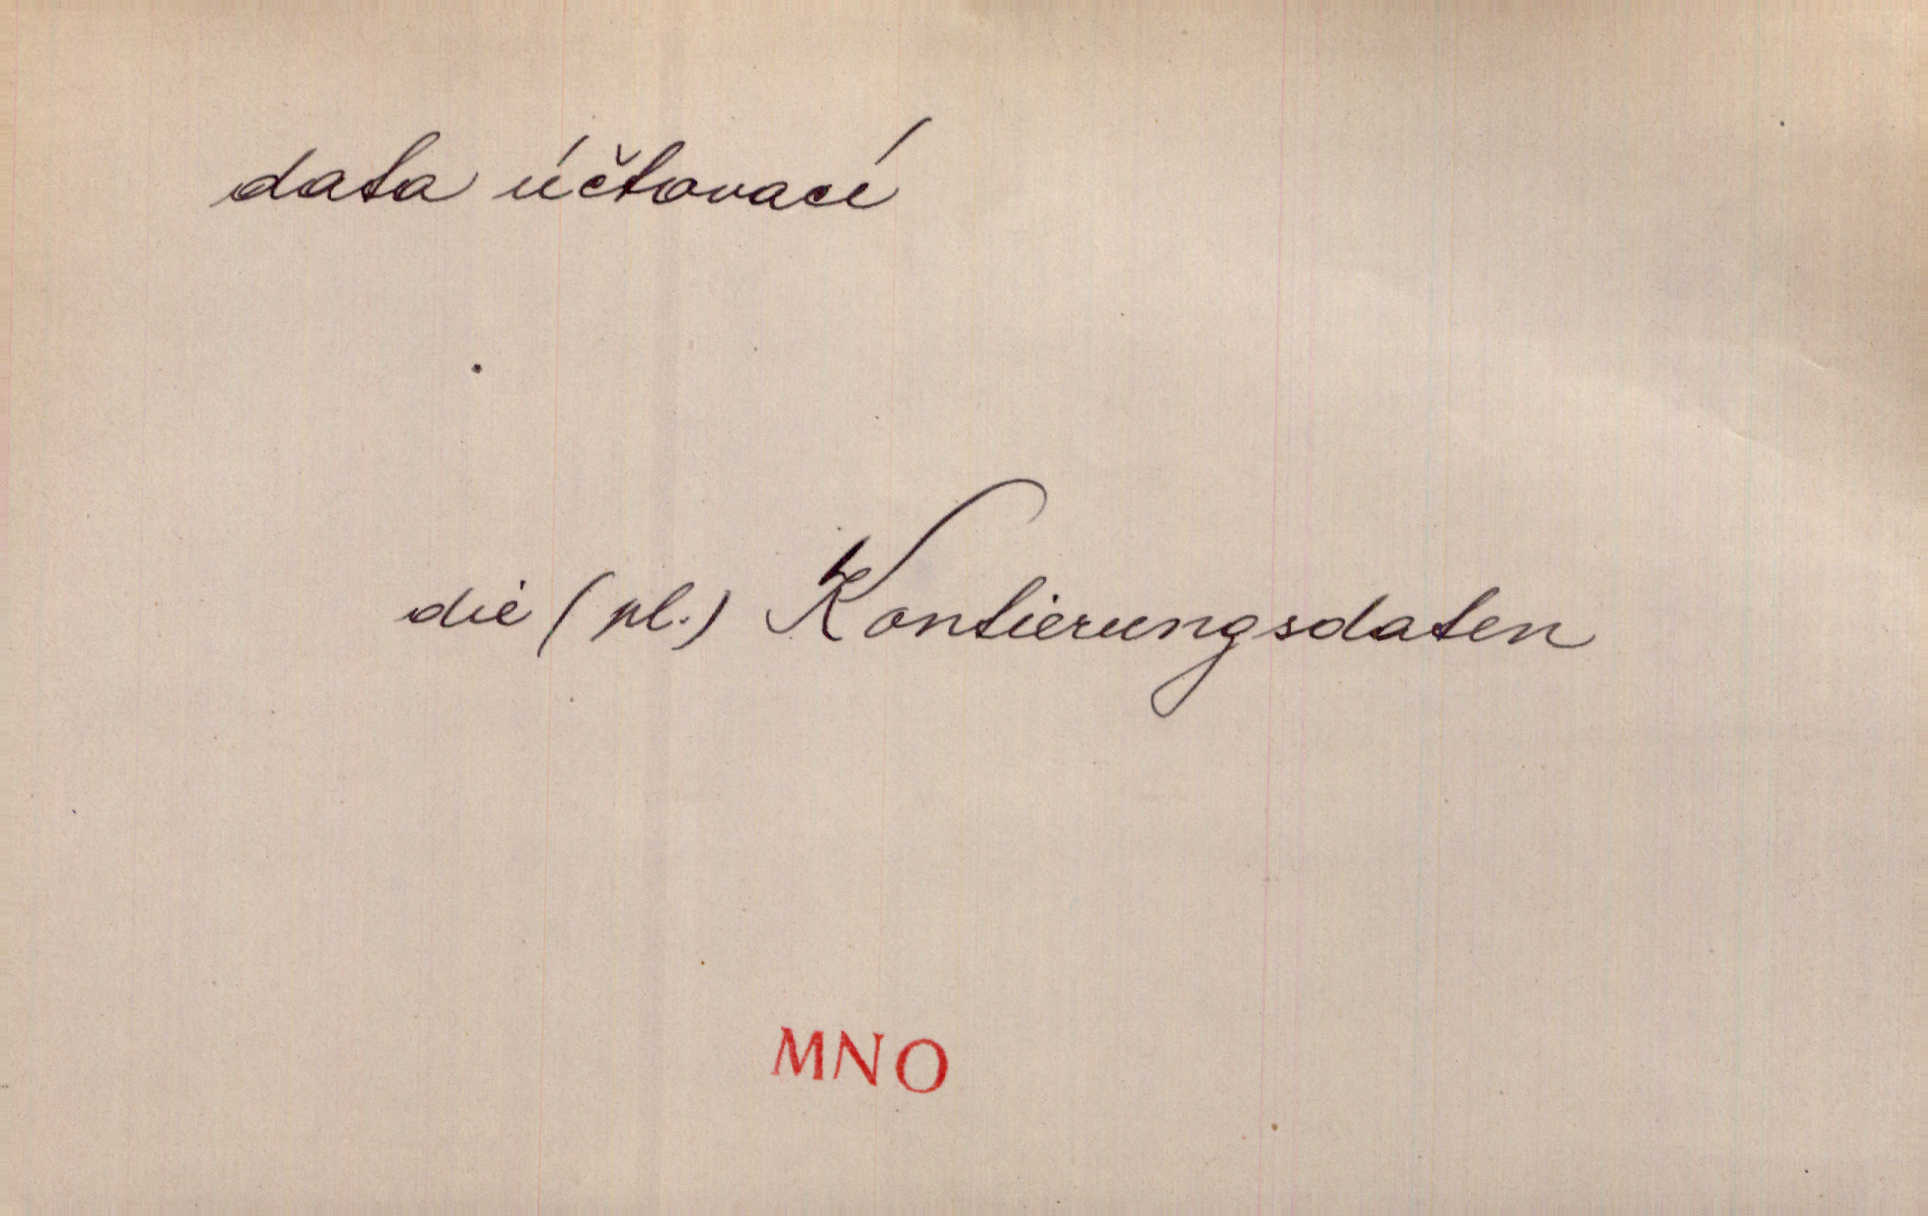 data účtovací
die (pl.) Kontierungsdaten
MNO